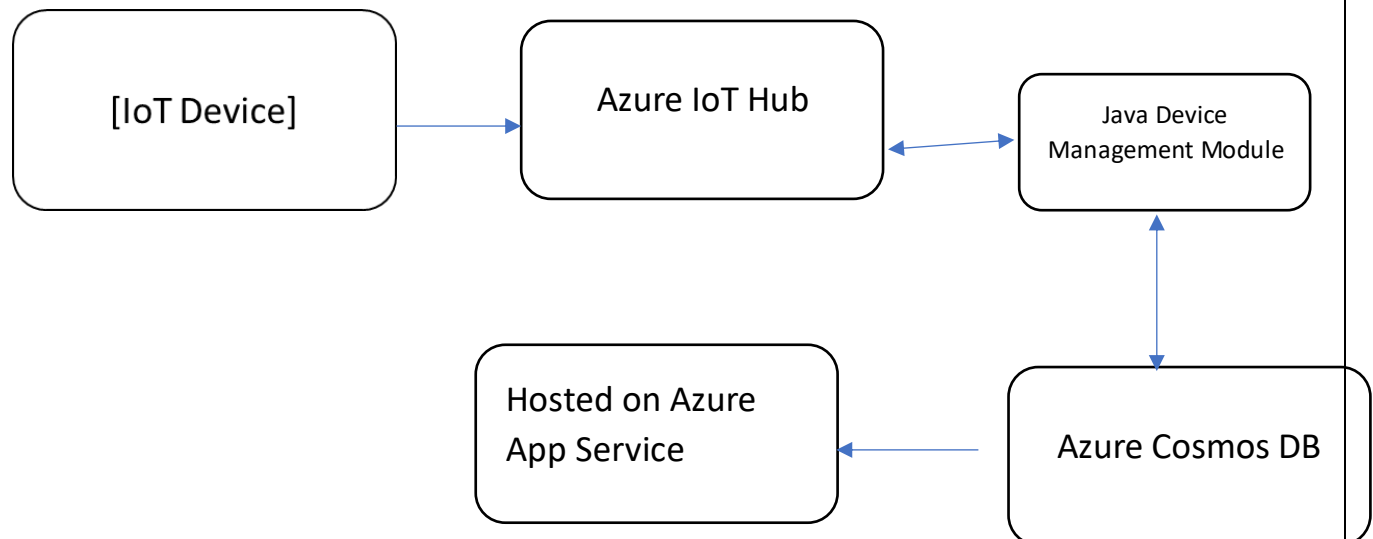 [IoT Device]
Azure IoT Hub
Java Device
Management Module
Hosted on Azure
App Service
Azure Cosmos DB